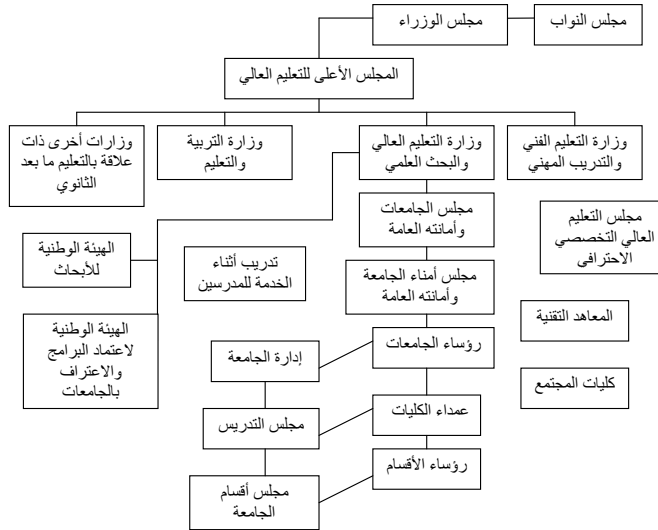 مجلس النواب
مجلس الوزراء
المجلس الأعلى للتعليم العالي
وزارة التعليم الفني
والتدريب المهني
وزارة التعليم العالي
والبحث العلمي
وزارة التربية
والتعليم
وزارات أخرى ذات
علاقة بالتعليم ما بعد
الثانوي
مجلس الجامعات
وأمانته العامة
مجلس التعليم
العالي التخصصي
الاحترافي
الهيئة الوطنية
للأبحاث
تدريب أثناء
الخدمة للمدرسين
مجلس أمناء الجامعة
وأمانته العامة
المعاهد التقنية
الهيئة الوطنية
لاعتماد البرامج
والاعتراف
بالجامعات
رؤساء الجامعات
إدارة الجامعة
كليات المجتمع
عمداء الكليات
مجلس التدريس
رؤساء الأقسام
مجلس أقسام
الجامعة